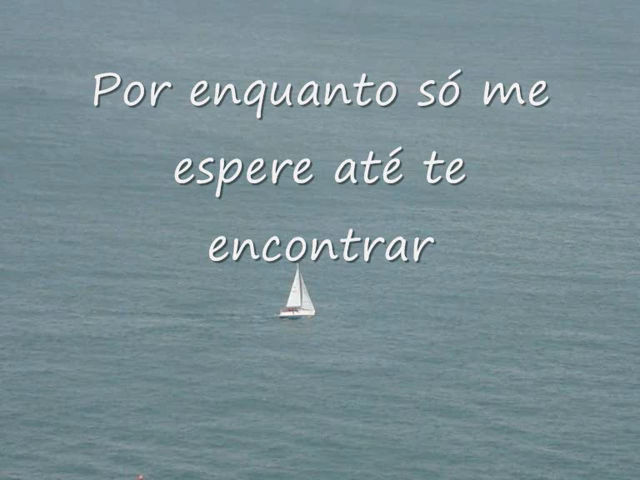 Por enquanto só me
espere até te
encontrar